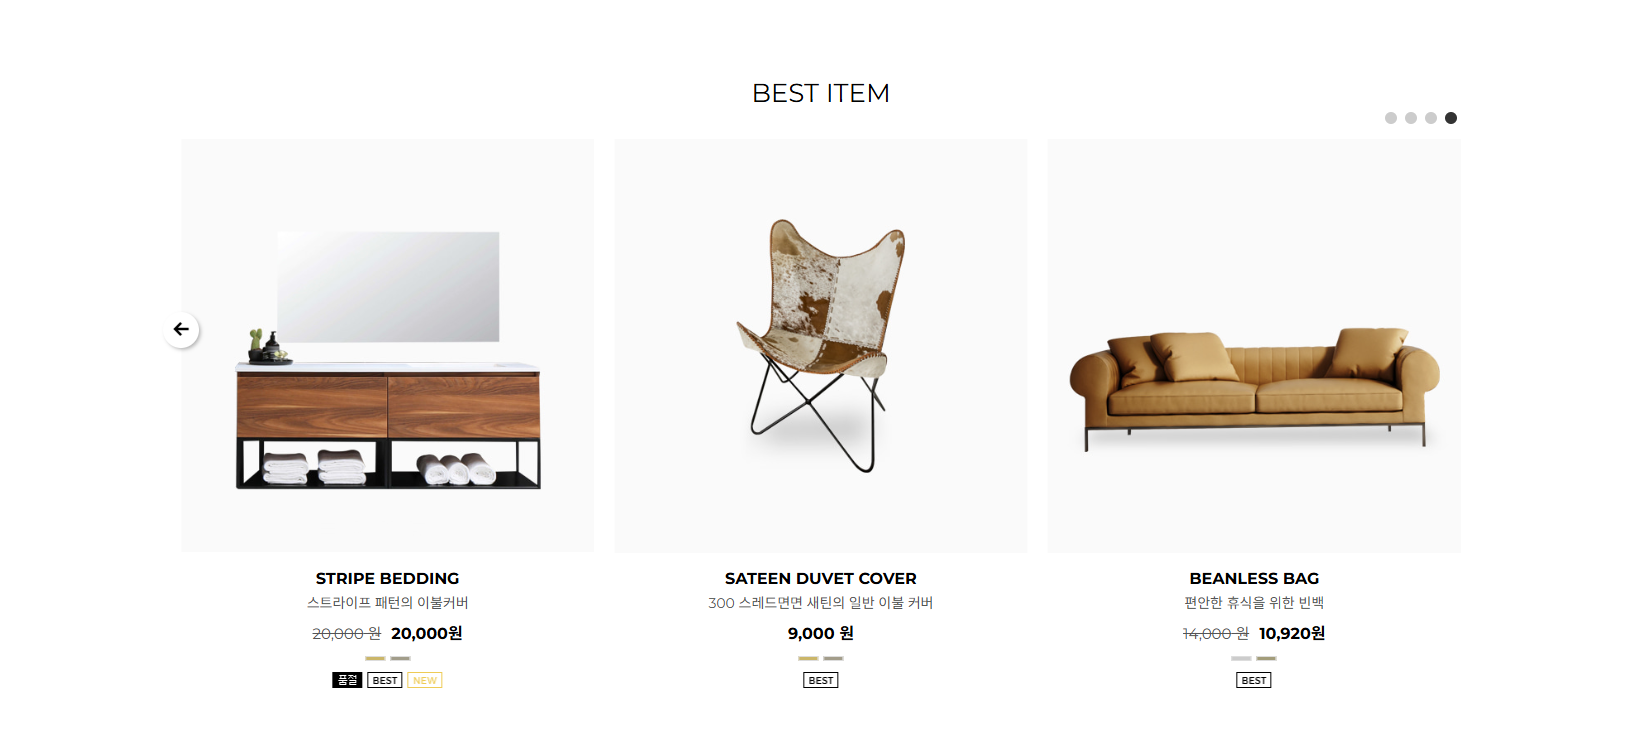 BEST ITEM
STRIPE BEDDING
스트라이프 패턴의 이불커버
20,000 원 20,000원
품절 BEST NEW
SATEEN DUVET COVER
300 스레드면면 새틴의 일반 이불 커버
9,000 원
BEST
BEANLESS BAG
편안한 휴식을 위한 빈백
14,000 원 10,920원
BEST